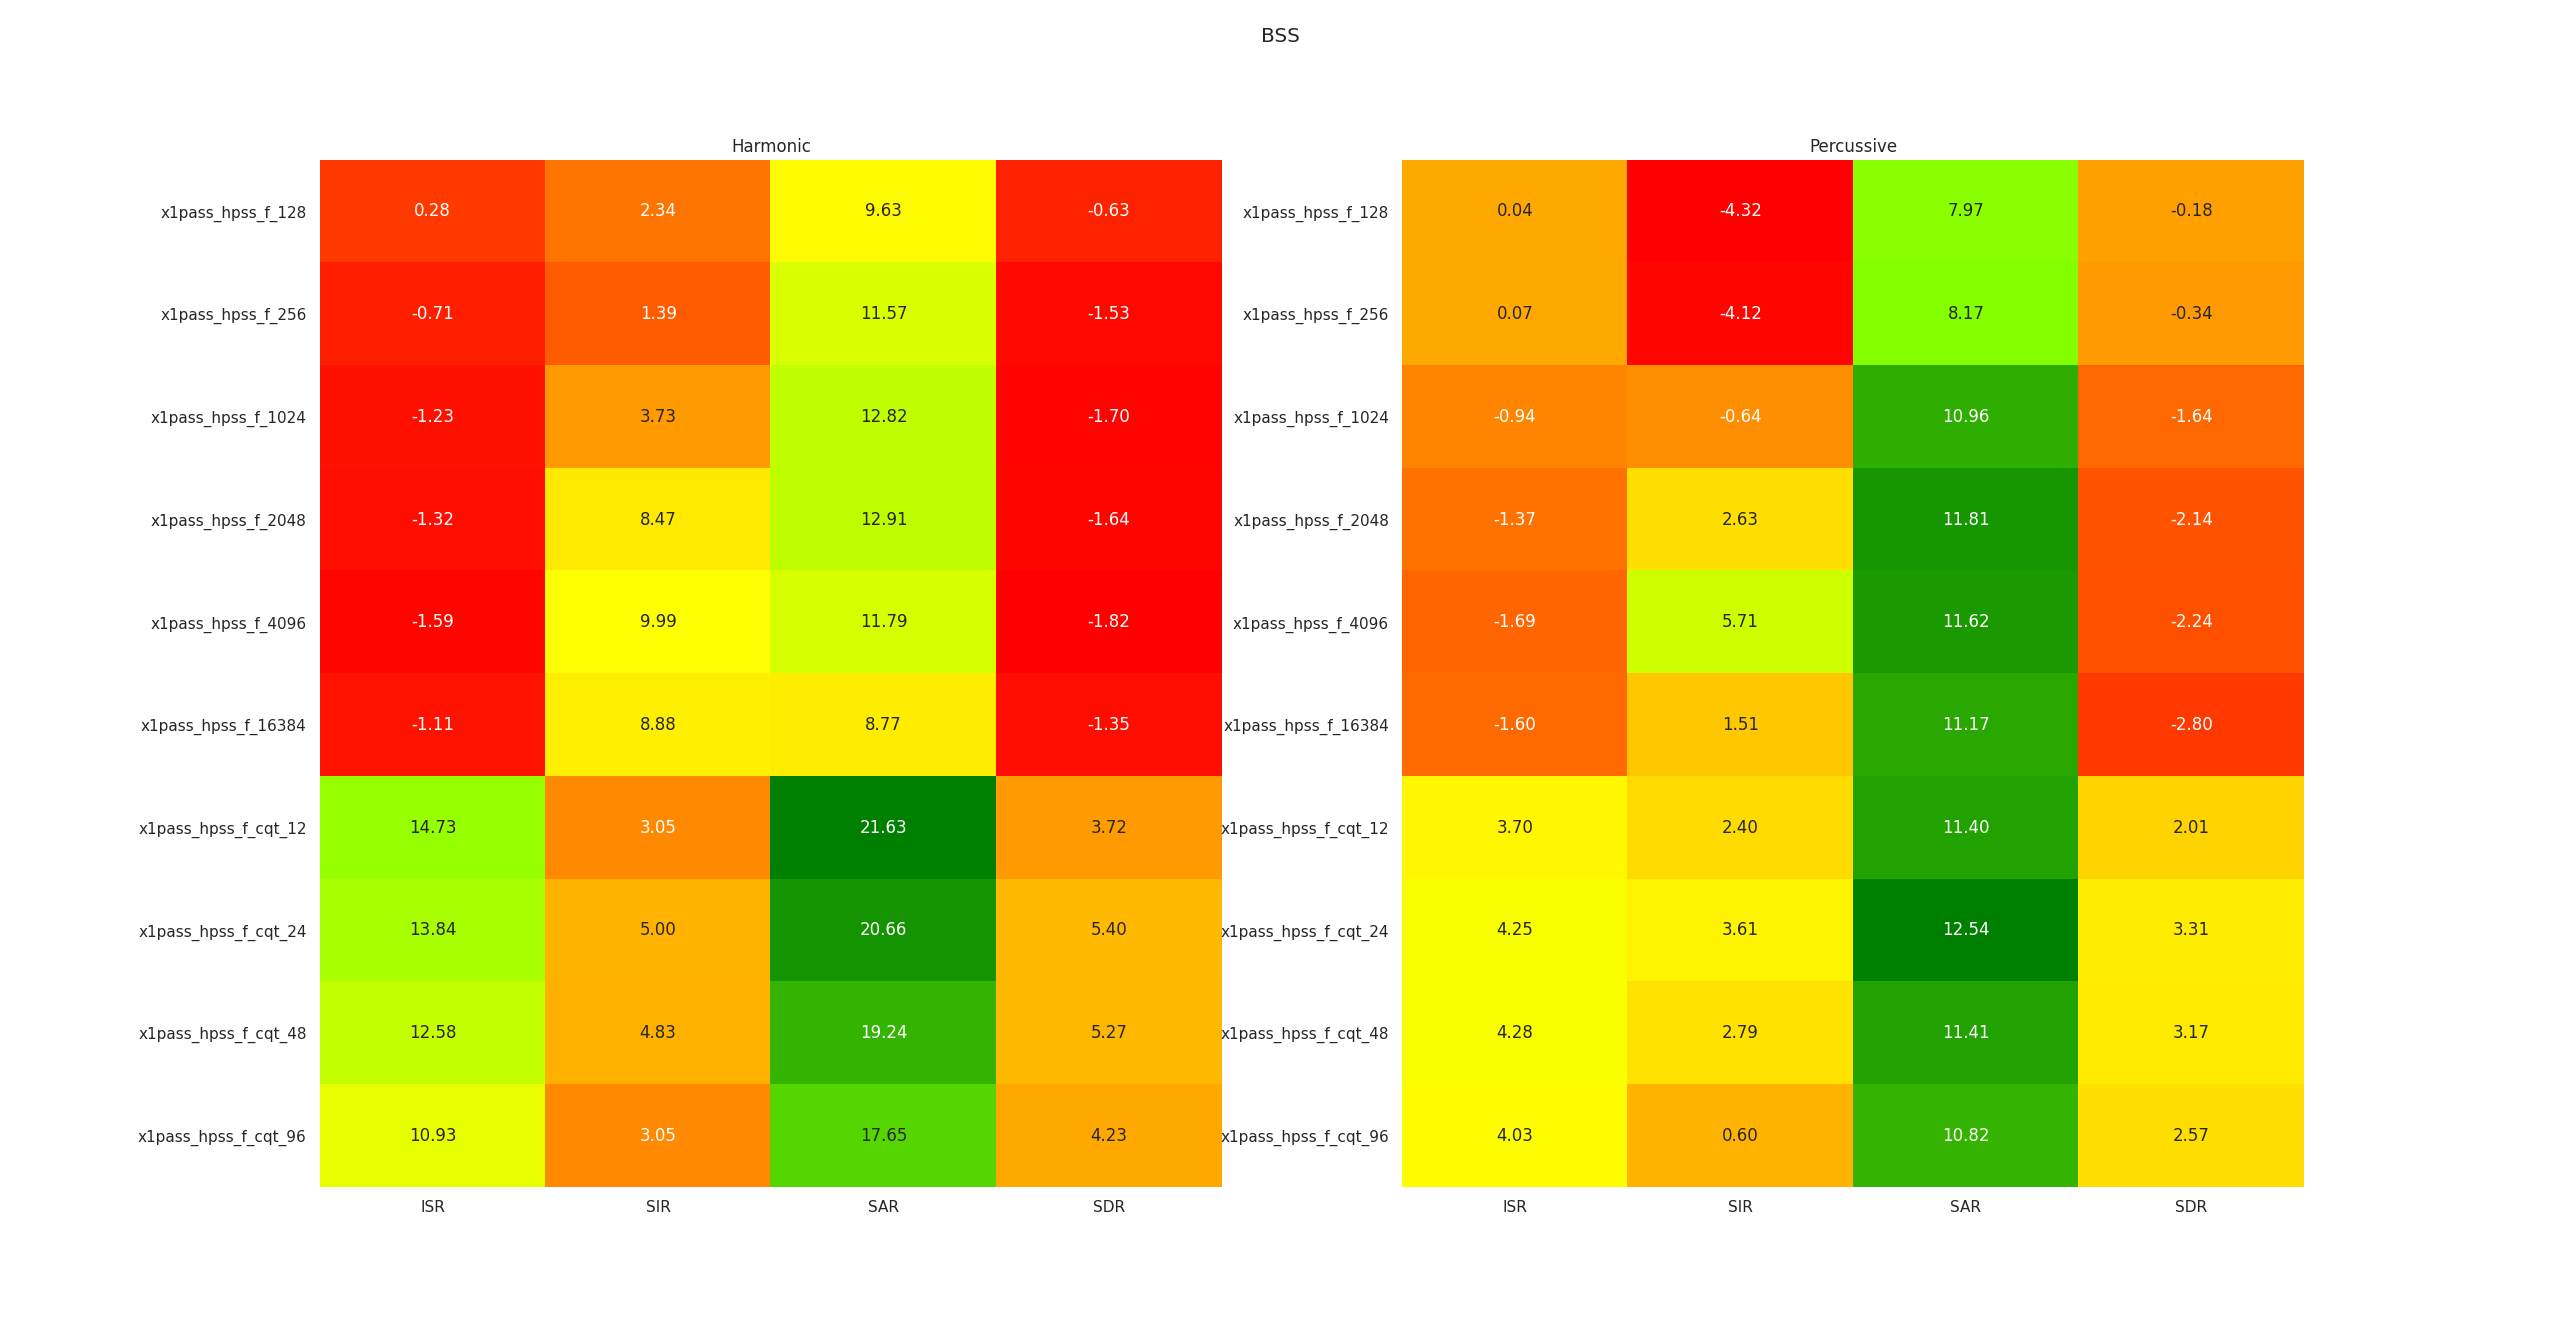 BSS
Harmonic Percussive
x1pass_hpss_f_128 0.28 2.34 9.63 -0.63 x1pass_hpss_f_128 0.04 -4.32 7.97 -0.18
x1pass_hpss_f_256 -0.71 1.39 11.57 -1.53 x1pass_hpss_f_256 0.07 -4.12 8.17 -0.34
x1pass_hpss_f_1024 -1.23 3.73 12.82 -1.70 x1pass_hpss_f_1024 -0.94 -0.64 10.96 -1.64
x1pass_hpss_f_2048 -1.32 8.47 12.91 -1.64 x1pass_hpss_f_2048 -1.37 2.63 11.81 -2.14
x1pass_hpss_f_4096 -1.59 9.99 11.79 -1.82 x1pass_hpss_f_4096 -1.69 5.71 11.62 -2.24
x1pass_hpss_f_16384 -1.11 8.88 8.77 -1.35 x1pass_hpss_f_16384 -1.60 1.51 11.17 -2.80
x1pass_hpss_f_cqt_12 14.73 3.05 21.63 3.72 x1pass_hpss_f_cqt_12 3.70 2.40 11.40 2.01
x1pass_hpss_f_cqt_24 13.84 5.00 20.66 5.40 x1pass_hpss_f_cqt_24 4.25 3.61 12.54 3.31
x1pass_hpss_f_cqt_48 12.58 4.83 19.24 5.27 x1pass_hpss_f_cqt_48 4.28 2.79 11.41 3.17
x1pass_hpss_f_cqt_96 10.93 3.05 17.65 4.23 x1pass_hpss_f_cqt_96 4.03 0.60 10.82 2.57
ISR SIR SAR SDR ISR SIR SAR SDR